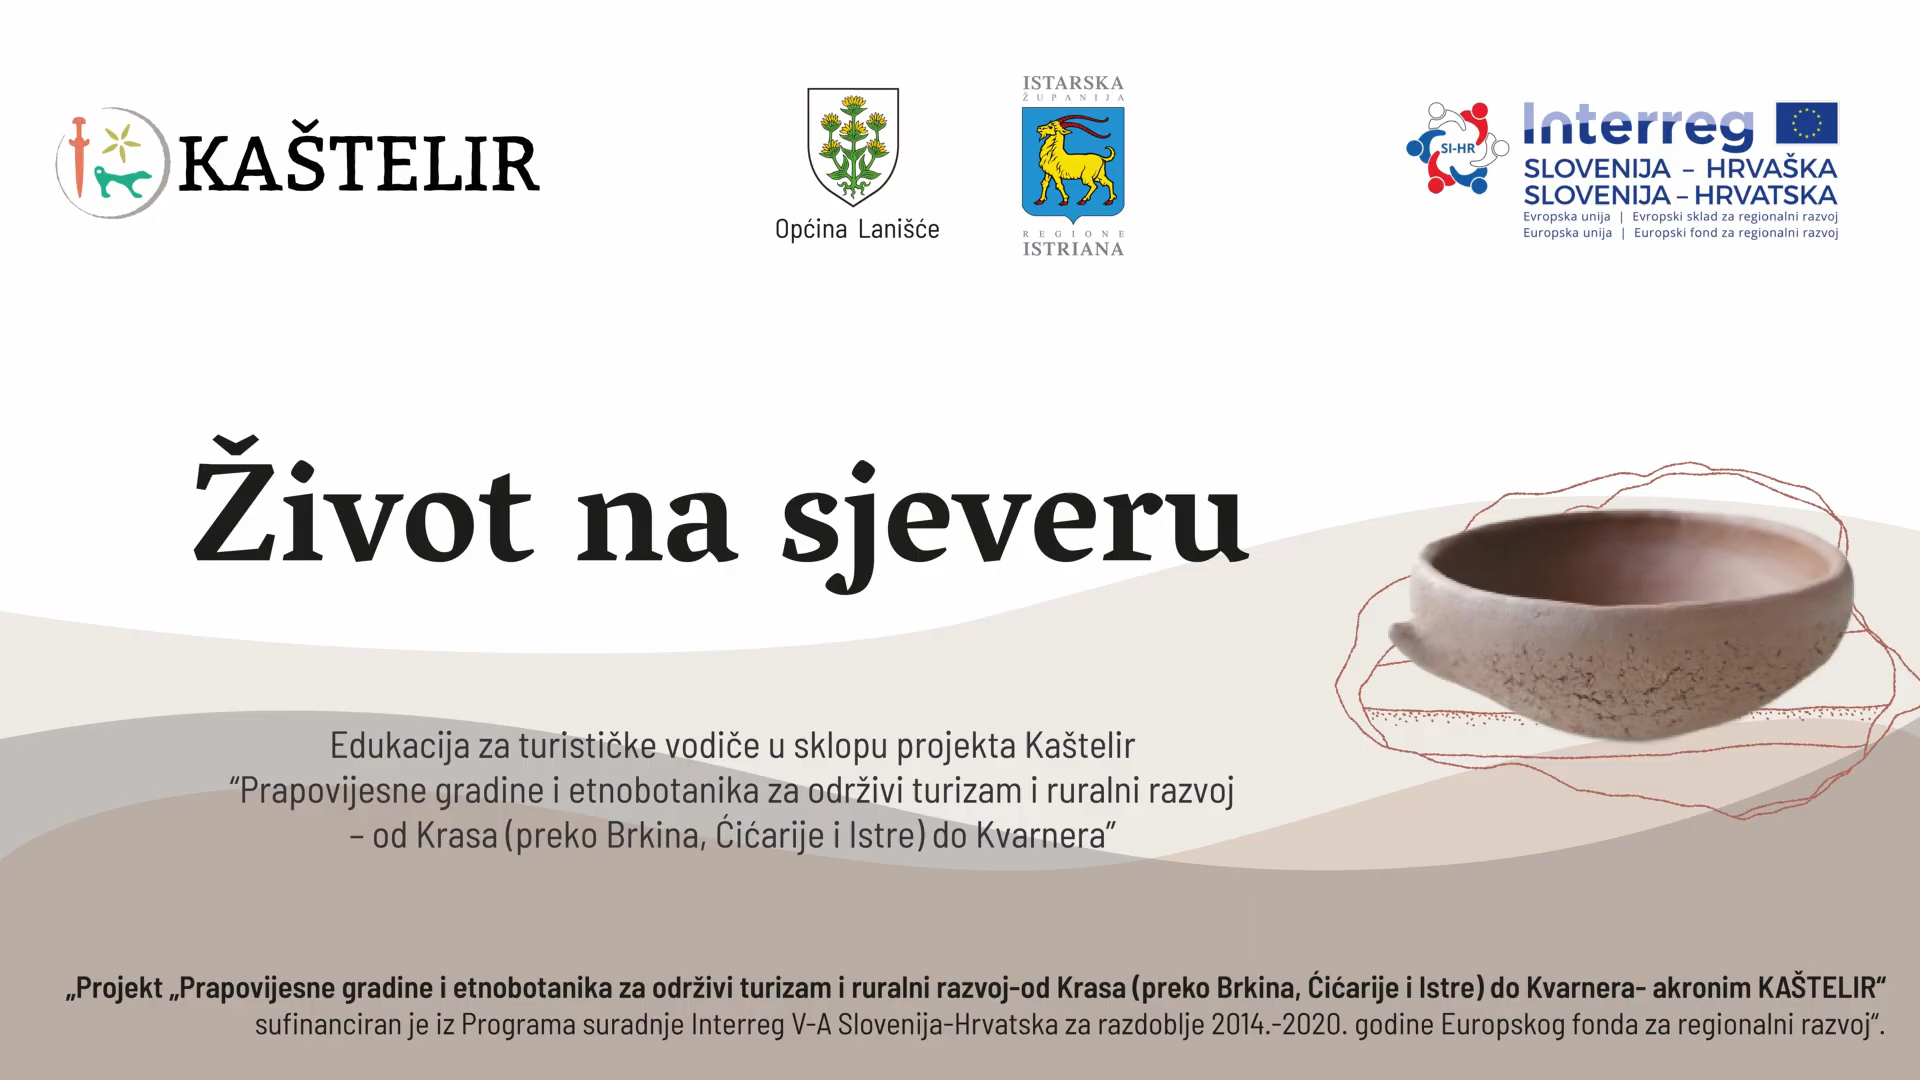 KAŠTELIR
Općina Lanišće
ISTARSKA
ŽUPANIJA
REGIONE
ISTRIANA
SI-HR
Interreg
SLOVENIJA – HRVAŠKA
SLOVENIJA – HRVATSKA
Evropska unija | Evropski sklad za regionalni razvoj
Europska unija | Europski fond za regionalni razvoj
Život na sjeveru
Edukacija za turističke vodiče u sklopu projekta Kaštelir
“Prapovijesne gradine i etnobotanika za održivi turizam i ruralni razvoj
– od Krasa (preko Brkina, Ćićarije i Istre) do Kvarnera”
„Projekt „Prapovijesne gradine i etnobotanika za održivi turizam i ruralni razvoj-od Krasa (preko Brkina, Ćićarije i Istre) do Kvarnera- akronim KAŠTELIR“
sufinanciran je iz Programa suradnje Interreg V-A Slovenija-Hrvatska za razdoblje 2014.-2020. godine Europskog fonda za regionalni razvoj“.